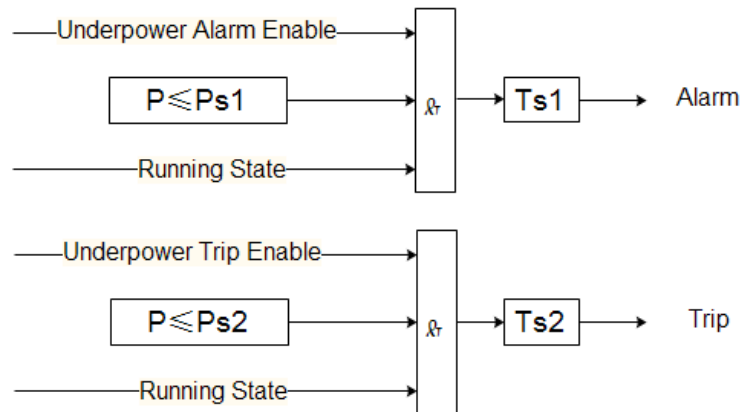 Underpower Alarm Enable
P≤Ps1
&
Ts1
Alarm
Running State
Underpower Trip Enable
P≤Ps2
&
Ts2
Trip
Running State